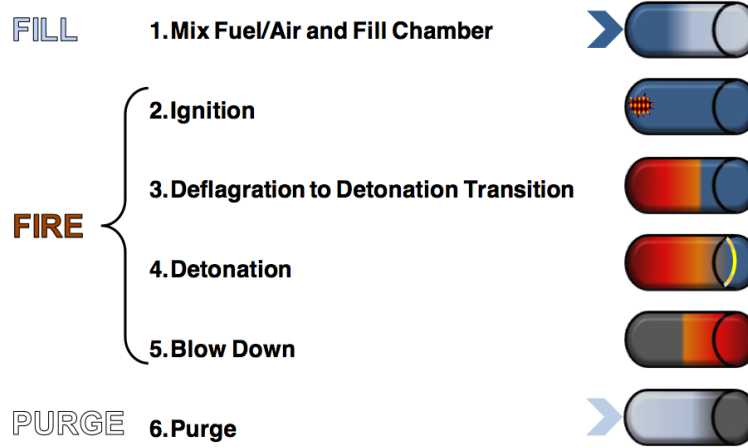 FILL
1.Mix Fuel/Air and Fill Chamber
2.Ignition
3.Deflagration to Detonation Transition
FIRE
4.Detonation
5.Blow Down
PURGE
6.Purge